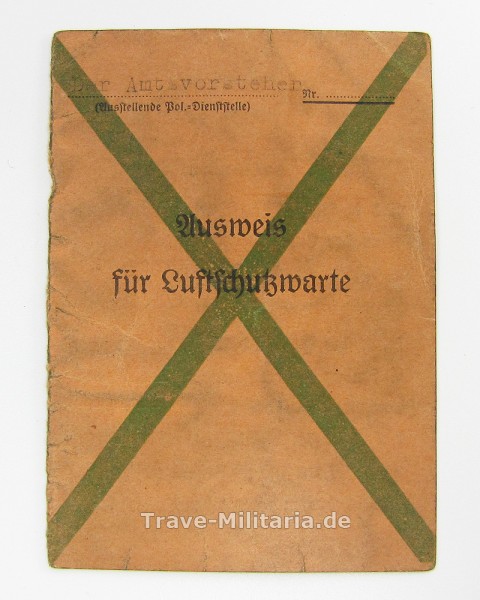 Der Amtsvorsteher
Nr.
(Ausstellende Pol.-Dienststelle)
Ausweis
für Luftschutzwarte
Trave-Militaria.de